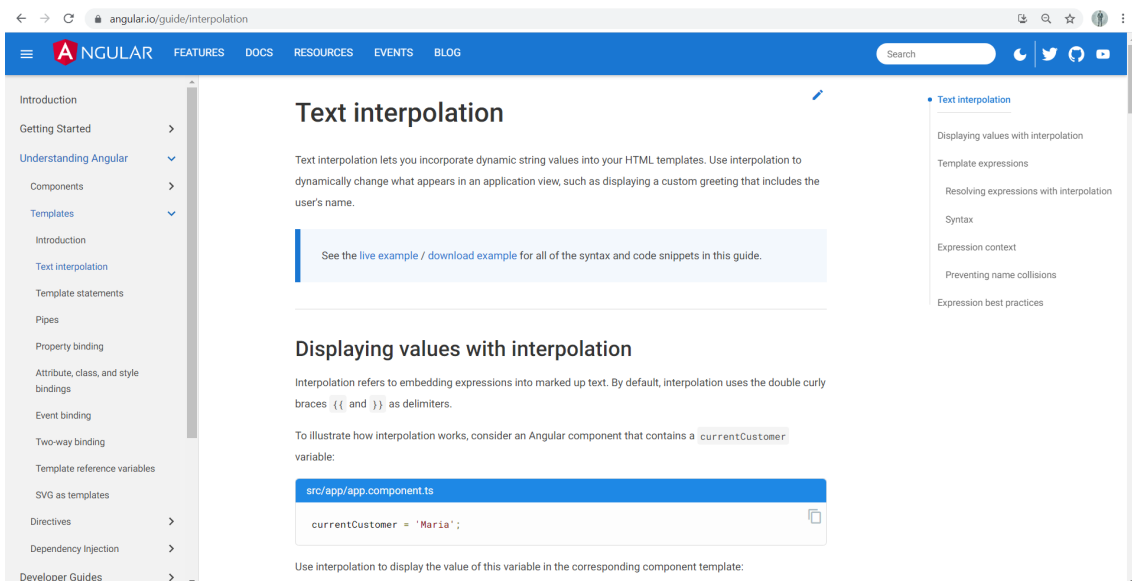 angular.io/guide/interpolation
ANGULAR FEATURES DOCS RESOURCES EVENTS BLOG Search
Introduction
Getting Started
Understanding Angular
Components
Templates
Introduction
Text interpolation
Template statements
Pipes
Property binding
Attribute, class, and style
bindings
Event binding
Two-way binding
Template reference variables
SVG as templates
Directives
Dependency Injection
Developer Guides
Text interpolation
Text interpolation lets you incorporate dynamic string values into your HTML templates. Use interpolation to
dynamically change what appears in an application view, such as displaying a custom greeting that includes the
user's name.
See the live example / download example for all of the syntax and code snippets in this guide.
Displaying values with interpolation
Interpolation refers to embedding expressions into marked up text. By default, interpolation uses the double curly
braces {{ and }} as delimiters.
To illustrate how interpolation works, consider an Angular component that contains a currentCustomer
variable:
src/app/app.component.ts
currentCustomer = 'Maria';
Use interpolation to display the value of this variable in the corresponding component template:
Text interpolation
Displaying values with interpolation
Template expressions
Resolving expressions with interpolation
Syntax
Expression context
Preventing name collisions
Expression best practices